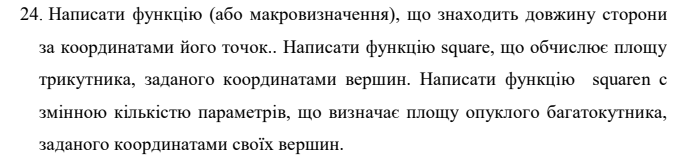 24. Написати функцію (або макровизначення), що знаходить довжину сторони
за координатами його точок.. Написати функцію square, що обчислює площу
трикутника, заданого координатами вершин. Написати функцію squaren с
змінною кількістю параметрів, що визначає площу опуклого багатокутника,
заданого координатами своїх вершин.